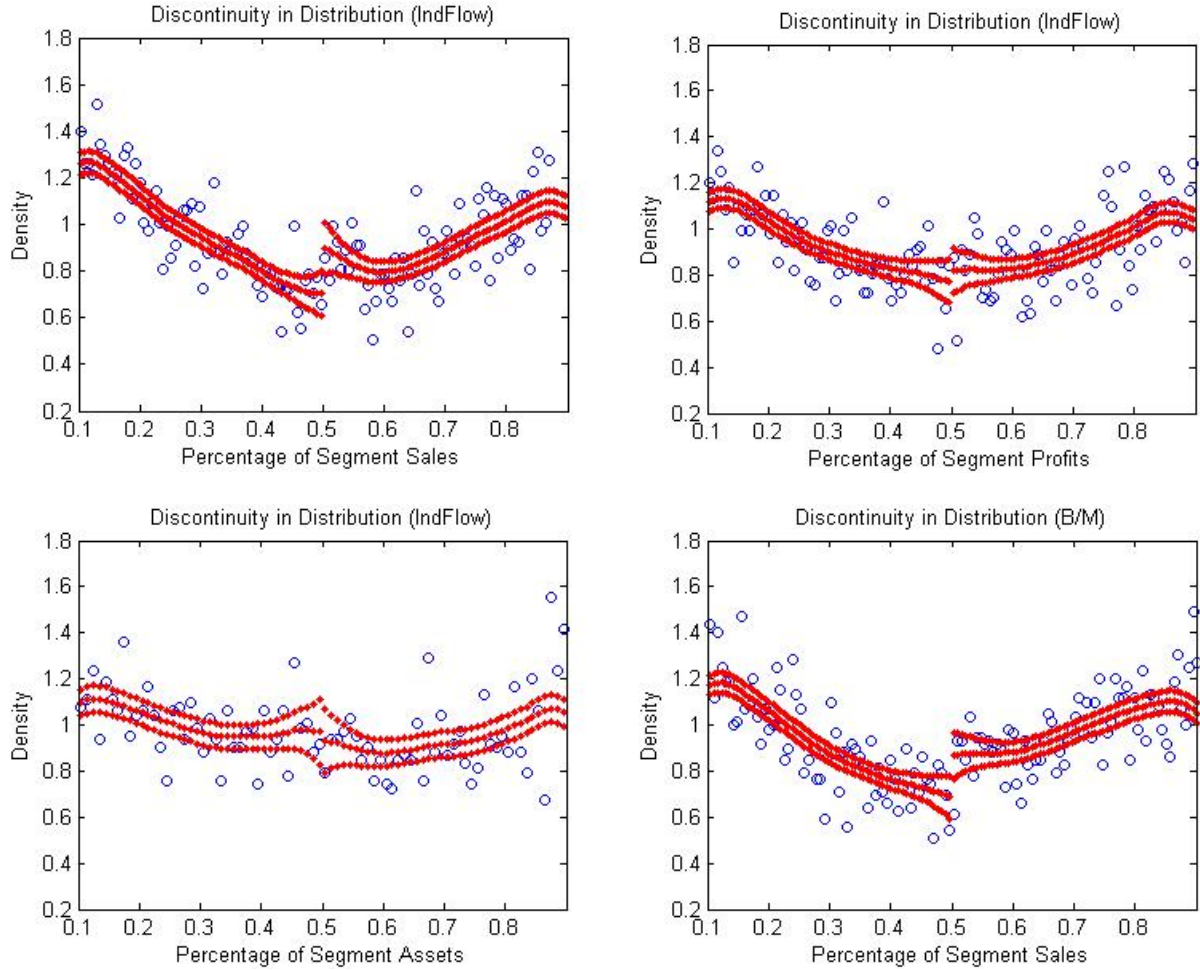 Discontinuity in Distribution (IndFlow)
1.8
1.6
1.4
1.2
1
0.8
0.6
0.4
0.2
Density
0.1 0.2 0.3 0.4 0.5 0.6 0.7 0.8
Percentage of Segment Sales
Discontinuity in Distribution (IndFlow)
1.8
1.6
1.4
1.2
1
0.8
0.6
0.4
0.2
Density
0.1 0.2 0.3 0.4 0.5 0.6 0.7 0.8
Percentage of Segment Profits
Discontinuity in Distribution (IndFlow)
1.8
1.6
1.4
1.2
1
0.8
0.6
0.4
0.2
Density
0.1 0.2 0.3 0.4 0.5 0.6 0.7 0.8
Percentage of Segment Assets
Discontinuity in Distribution (B/M)
1.8
1.6
1.4
1.2
1
0.8
0.6
0.4
0.2
Density
0.1 0.2 0.3 0.4 0.5 0.6 0.7 0.8
Percentage of Segment Sales